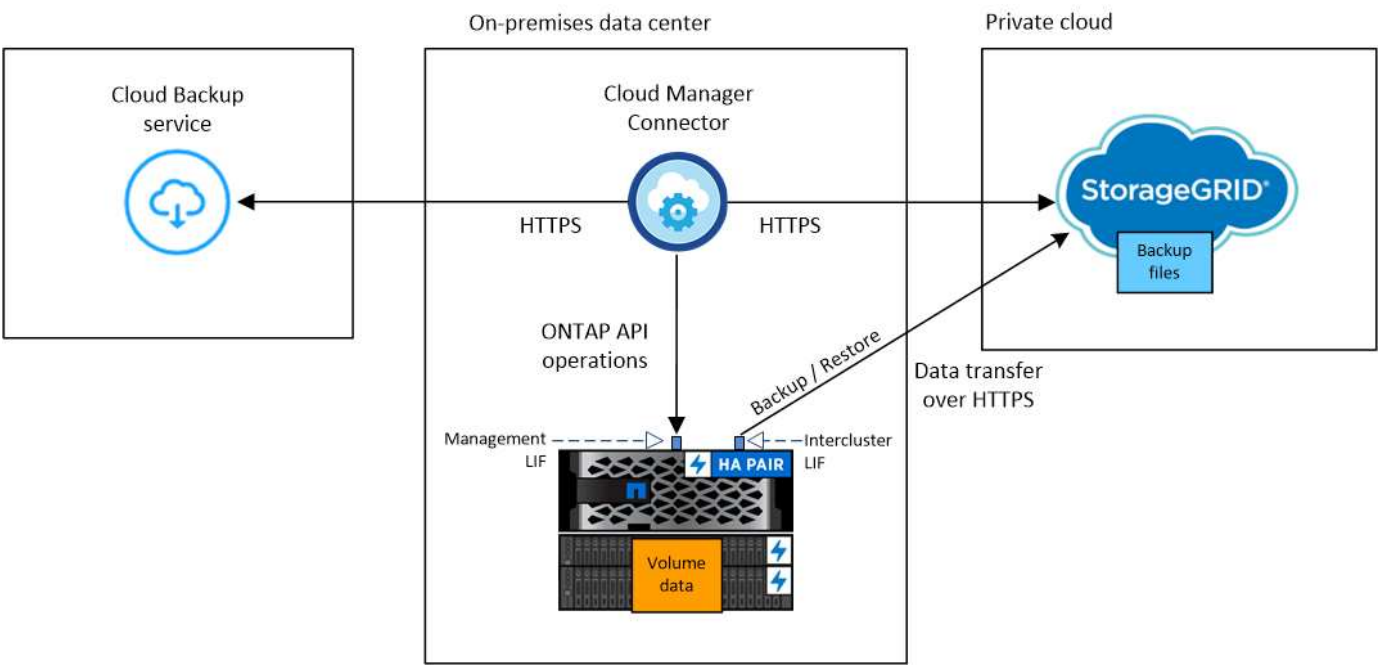 On-premises data center
Private cloud
Cloud Backup
service
Cloud Manager
Connector
HTTPS
HTTPS
StorageGRID®
Backup
files
ONTAP API
operations
Backup / Restore
Data transfer
over HTTPS
Management
LIF
Intercluster
LIF
HA PAIR
Volume
data